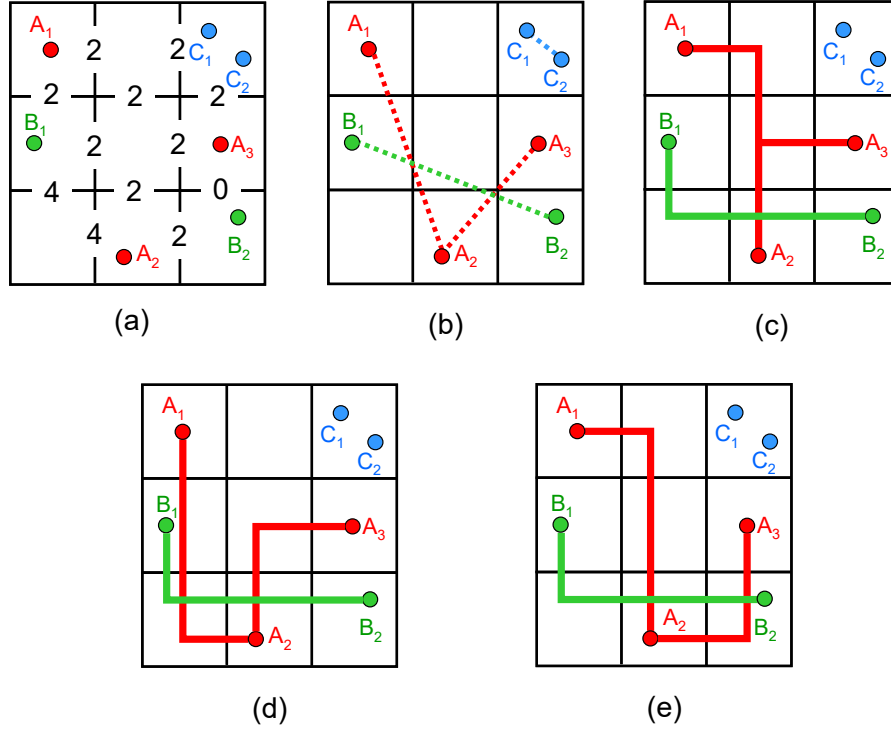 A1 2 2 C1 C2
2 2 2
B1 2 2 A3
4 2 0
4 A2 2 B2
(a)
A1 C1 C2
B1 A3
B2
A2
(b)
A1 C1 C2
B1 A3
B2
A2
(c)
A1 C1 C2
B1 A3
B2
A2
(d)
A1 C1 C2
B1 A3
A2 B2
(e)